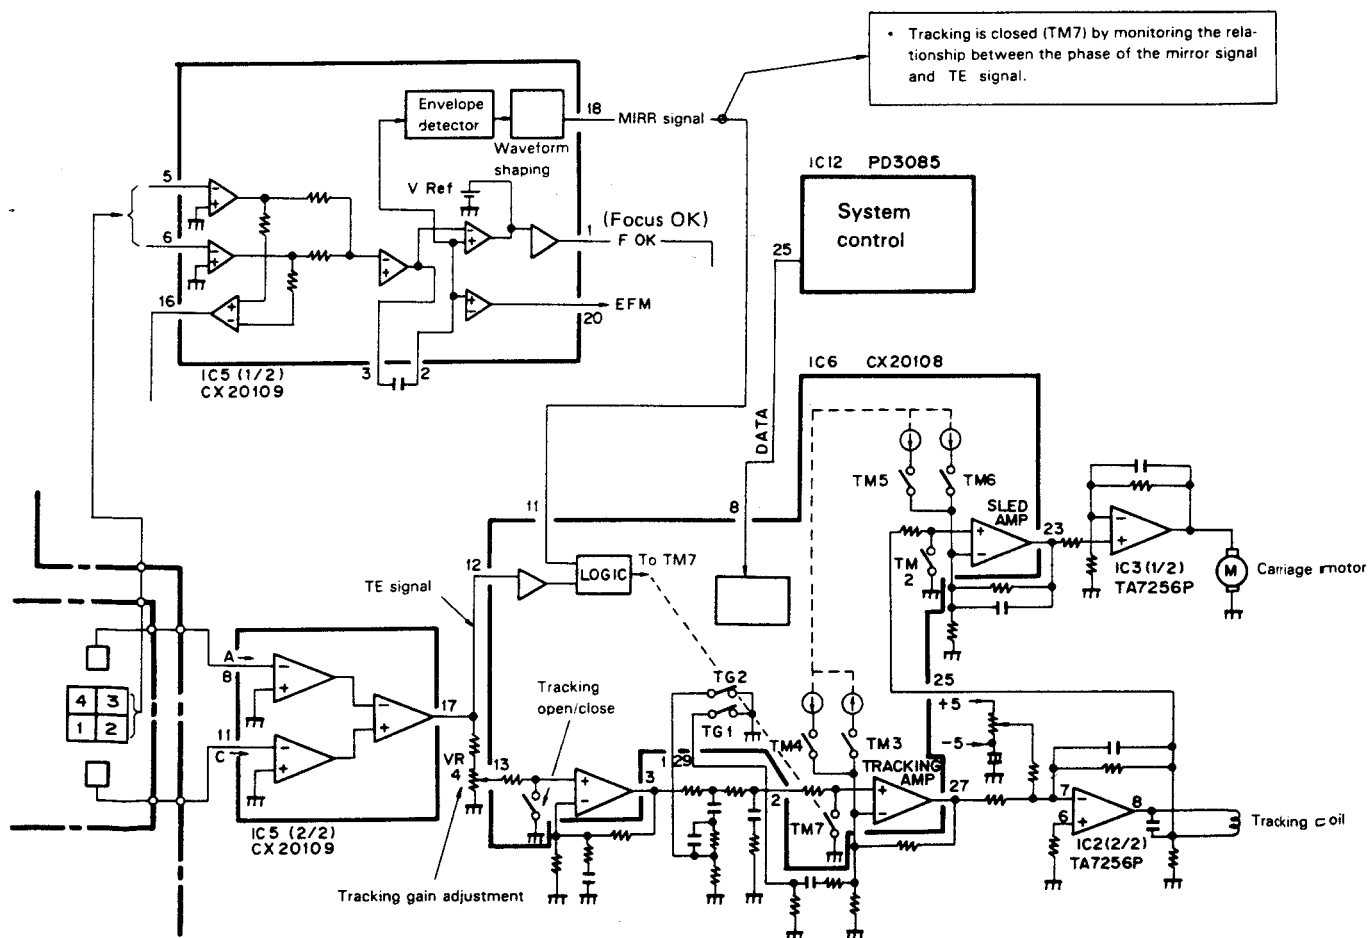 • Tracking is closed (TM7) by monitoring the rela-
tionship between the phase of the mirror signal
and TE signal.
Envelope
detector
18
MIRR signal
Waveform
shaping
IC12 PD3085
System
control
25
5
V Ref
(Focus OK)
1
F OK
6
16
EFM
20
3
2
IC5 (1/2)
CX20109
IC6 CX20108
DATA
TM5
TM6
11
8
SLED
AMP
23
12
LOGIC
To TM7
TM
2
IC3 (1/2)
TA7256P
M
Carriage motor
TE signal
A
8
4 3
1 2
17
Tracking
open/close
TG2
TG1
25
+5
-5
11
C
VR
4
13
3
1
29
TM4
TM3
TRACKING
AMP
27
2
7
8
6
TM7
Tracking coil
IC5 (2/2)
CX20109
IC2(2/2)
TA7256P
Tracking gain adjustment